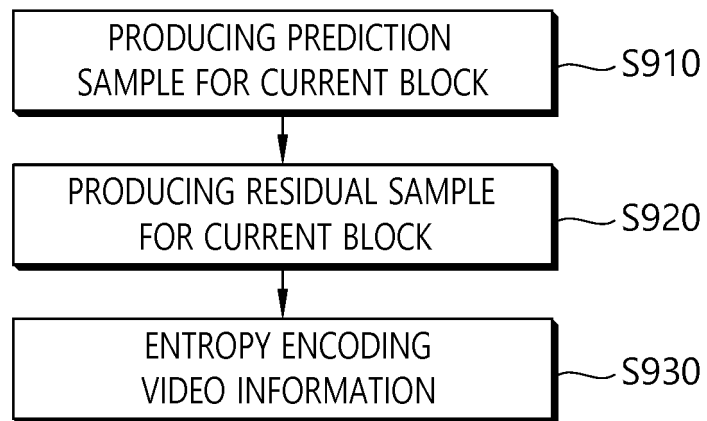 PRODUCING PREDICTION
SAMPLE FOR CURRENT BLOCK
S910
PRODUCING RESIDUAL SAMPLE
FOR CURRENT BLOCK
S920
ENTROPY ENCODING
VIDEO INFORMATION
S930